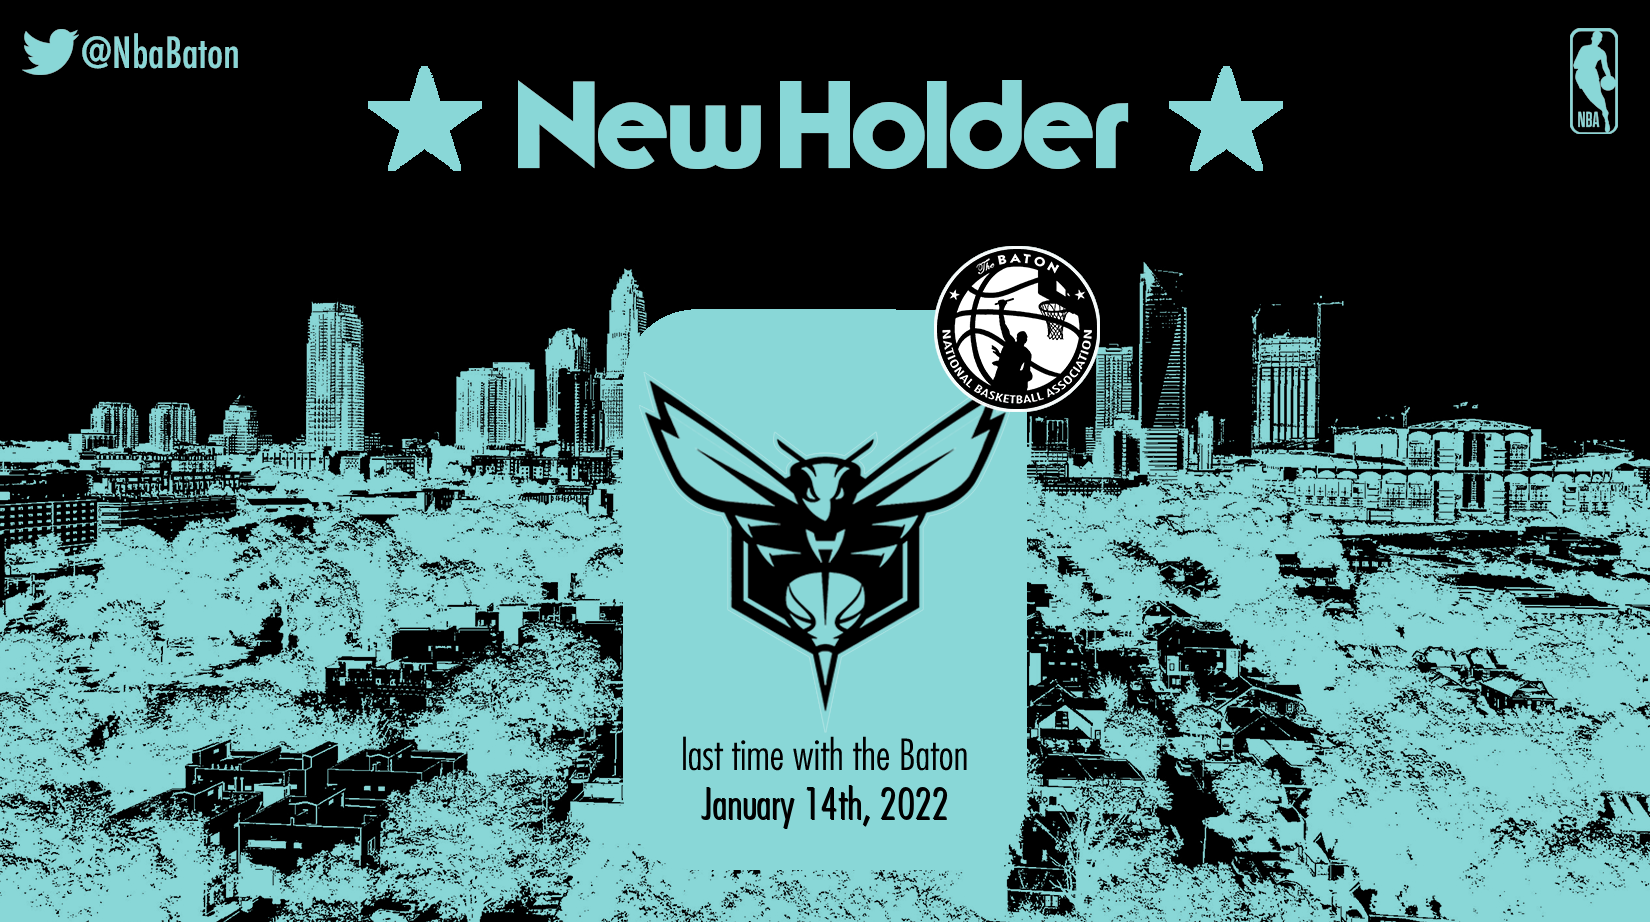 @NbaBaton
New Holder
NBA
The BATON
NATIONAL BASKETBALL ASSOCIATION
last time with the Baton
January 14th, 2022